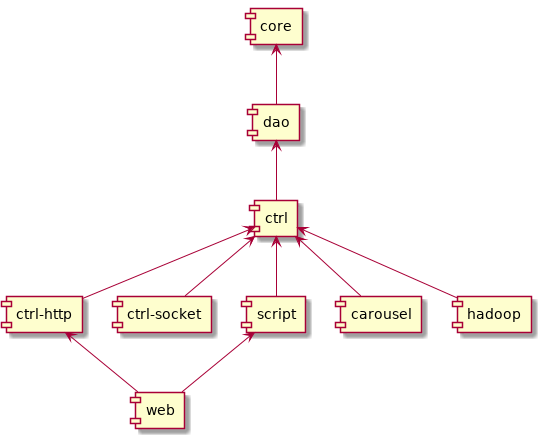 core
dao
ctrl
ctrl-http
ctrl-socket
script
carousel
hadoop
web